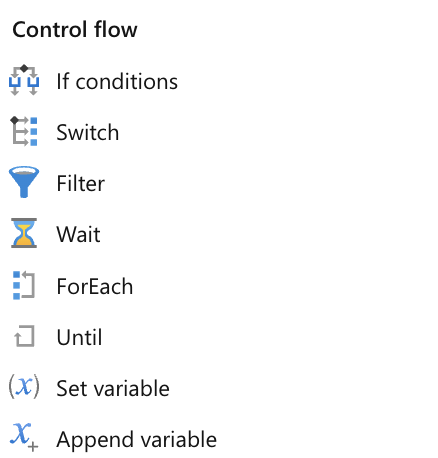 Control flow
If conditions
Switch
Filter
Wait
ForEach
Until
(x) Set variable
x+ Append variable